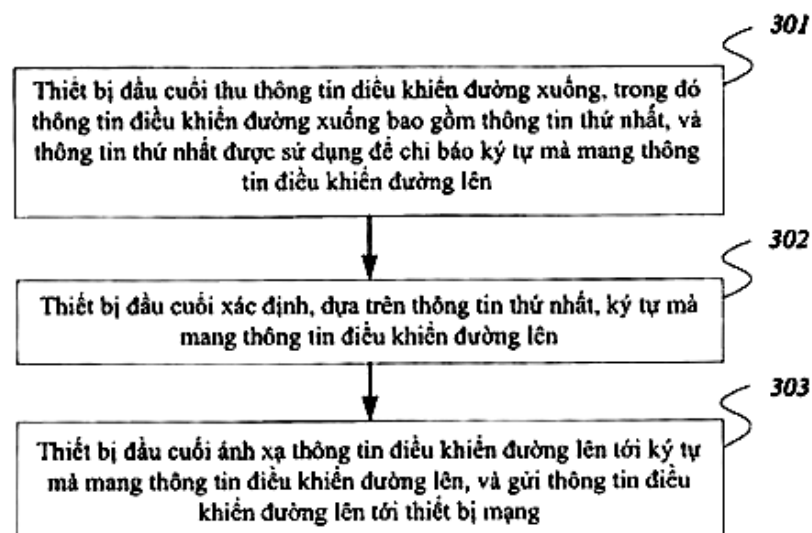 301
Thiết bị đầu cuối thu thông tin điều khiển đường xuống, trong đó
thông tin điều khiển đường xuống bao gồm thông tin thứ nhất, và
thông tin thứ nhất được sử dụng để chỉ báo ký tự mà mang thông
tin điều khiển đường lên
302
Thiết bị đầu cuối xác định, dựa trên thông tin thứ nhất, ký tự mà
mang thông tin điều khiển đường lên
303
Thiết bị đầu cuối ánh xạ thông tin điều khiển đường lên tới ký tự
mà mang thông tin điều khiển đường lên, và gửi thông tin điều
khiển đường lên tới thiết bị mạng